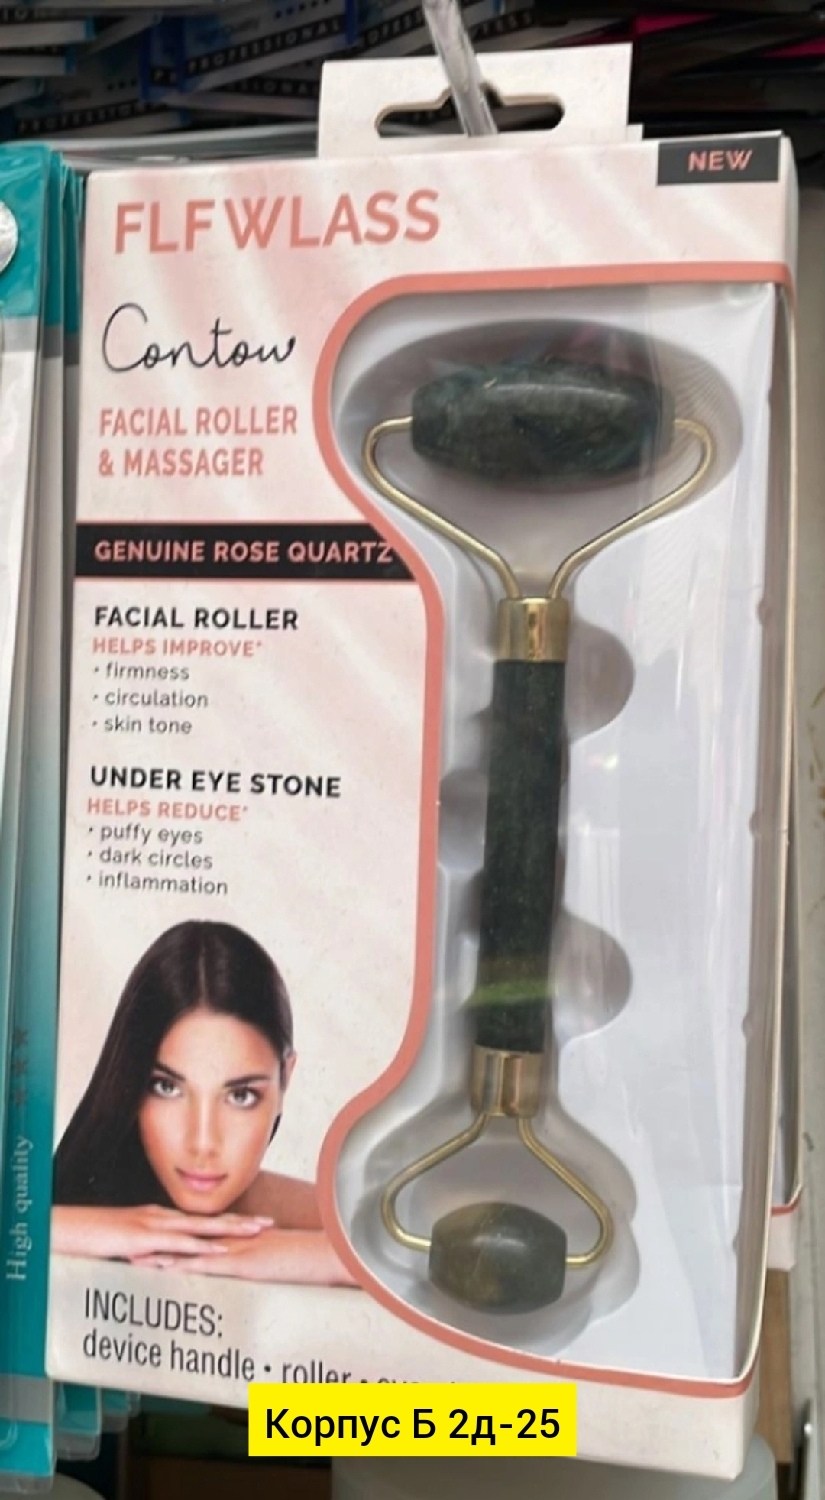 PROFESSIONAL
NEW
FLFWLASS
Contow
FACIAL ROLLER
& MASSAGER
GENUINE ROSE QUARTZ
FACIAL ROLLER
HELPS IMPROVE*
• firmness
• circulation
• skin tone
UNDER EYE STONE
HELPS REDUCE*
• puffy eyes
• dark circles
• inflammation
High quality
INCLUDES:
device handle • roller •
Корпус Б 2д-25